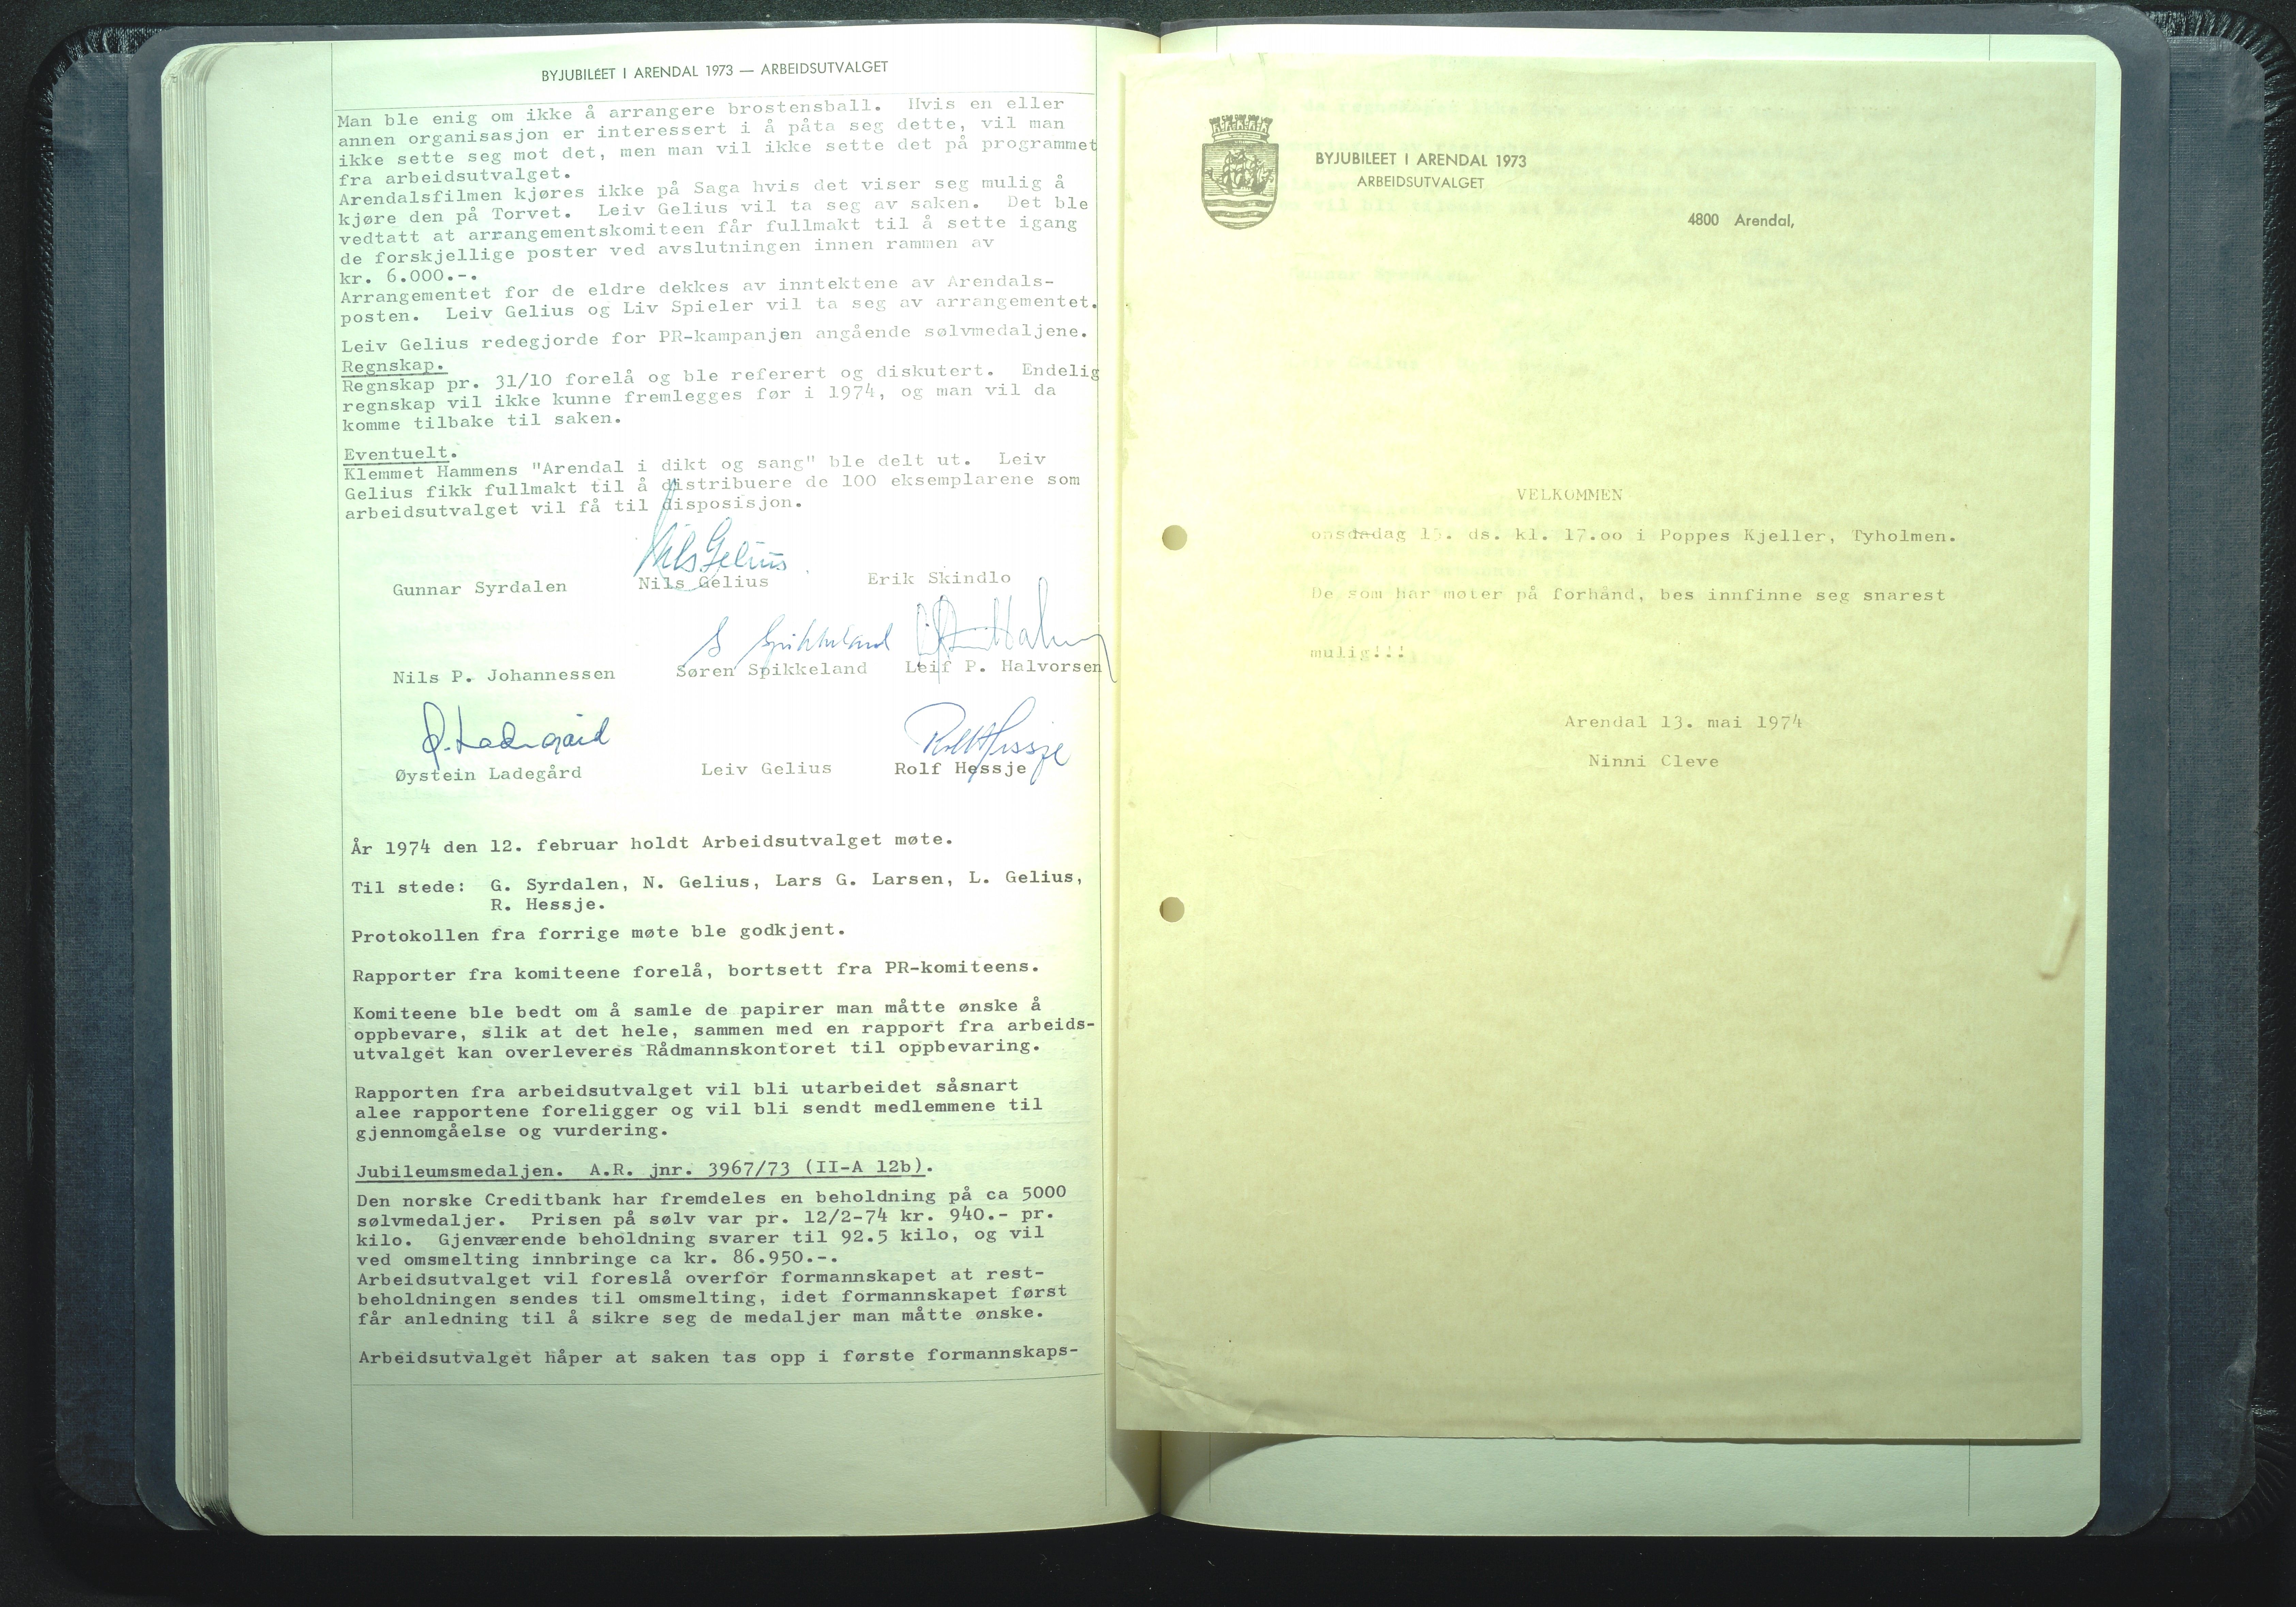 BYJUBILÉET I ARENDAL 1973 — ARBEIDSUTVALGET
Man ble enig om ikke å arrangere brostensball. Hvis en eller
annen organisasjon er interessert i å påta seg dette, vil man
ikke sette seg mot det, men man vil ikke sette det på programmet
fra arbeidsutvalget.
Arendalsfilmen kjøres ikke på Saga hvis det viser seg mulig å
kjøre den på Torvet. Leiv Gelius vil ta seg av saken. Det ble
vedtatt at arrangementskomiteen får fullmakt til å sette igang
de forskjellige poster ved avslutningen innen rammen av
kr. 6.000.-.
Arrangementet for de eldre dekkes av inntektene av Arendals-
posten. Leiv Gelius og Liv Spieler vil ta seg av arrangementet.
Leiv Gelius redegjorde for PR-kampanjen angående sølvmedaljene.
Regnskap.
Regnskap pr. 31/10 forelå og ble referert og diskutert. Endelig
regnskap vil ikke kunne fremlegges før i 1974, og man vil da
komme tilbake til saken.
Eventuelt.
Klemmet Hammens "Arendal i dikt og sang" ble delt ut. Leiv
Gelius fikk fullmakt til å distribuere de 100 eksemplarene som
arbeidsutvalget vil få til disposisjon.
Nils Gelius
Gunnar Syrdalen Nils Gelius Erik Skindlo
S Spikkeland
Nils P. Johannessen Søren Spikkeland Leif P. Halvorsen
Ø. Ladegård Rolf Hessje
Øystein Ladegård Leiv Gelius Rolf Hessje
År 1974 den 12. februar holdt Arbeidsutvalget møte.
Til stede: G. Syrdalen, N. Gelius, Lars G. Larsen, L. Gelius,
R. Hessje.
Protokollen fra forrige møte ble godkjent.
Rapporter fra komiteene forelå, bortsett fra PR-komiteens.
Komiteene ble bedt om å samle de papirer man måtte ønske å
oppbevare, slik at det hele, sammen med en rapport fra arbeids-
utvalget kan overleveres Rådmannskontoret til oppbevaring.
Rapporten fra arbeidsutvalget vil bli utarbeidet såsnart
alee rapportene foreligger og vil bli sendt medlemmene til
gjennomgåelse og vurdering.
Jubileumsmedaljen. A.R. jnr. 3967/73 (II-A 12b).
Den norske Creditbank har fremdeles en beholdning på ca 5000
sølvmedaljer. Prisen på sølv var pr. 12/2-74 kr. 940.- pr.
kilo. Gjenværende beholdning svarer til 92.5 kilo, og vil
ved omsmelting innbringe ca kr. 86.950.-.
Arbeidsutvalget vil foreslå overfor formannskapet at rest-
beholdningen sendes til omsmelting, idet formannskapet først
får anledning til å sikre seg de medaljer man måtte ønske.
Arbeidsutvalget håper at saken tas opp i første formannskaps-
BYJUBILEET I ARENDAL 1973
ARBEIDSUTVALGET
4800 Arendal,
VELKOMMEN
onsdadag 15. ds. kl. 17.oo i Poppes Kjeller, Tyholmen.
De som har møter på forhånd, bes innfinne seg snarest
mulig!!!
Arendal 13. mai 1974
Ninni Cleve